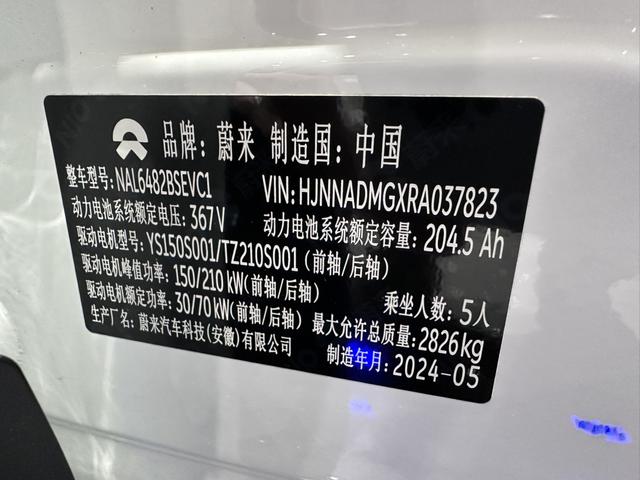 品牌：蔚来 制造国：中国
整车型号：NAL6482BSEVC1 VIN：HJNNADMGXRA037823
动力电池系统额定电压：367V 动力电池系统额定容量：204.5 Ah
驱动电机型号：YS150S001/TZ210S001（前轴/后轴）
驱动电机峰值功率：150/210 kW（前轴/后轴） 乘坐人数：5人
驱动电机额定功率：30/70 kW（前轴/后轴） 最大允许总质量：2826kg
生产厂名：蔚来汽车科技(安徽)有限公司 制造年月：2024-05